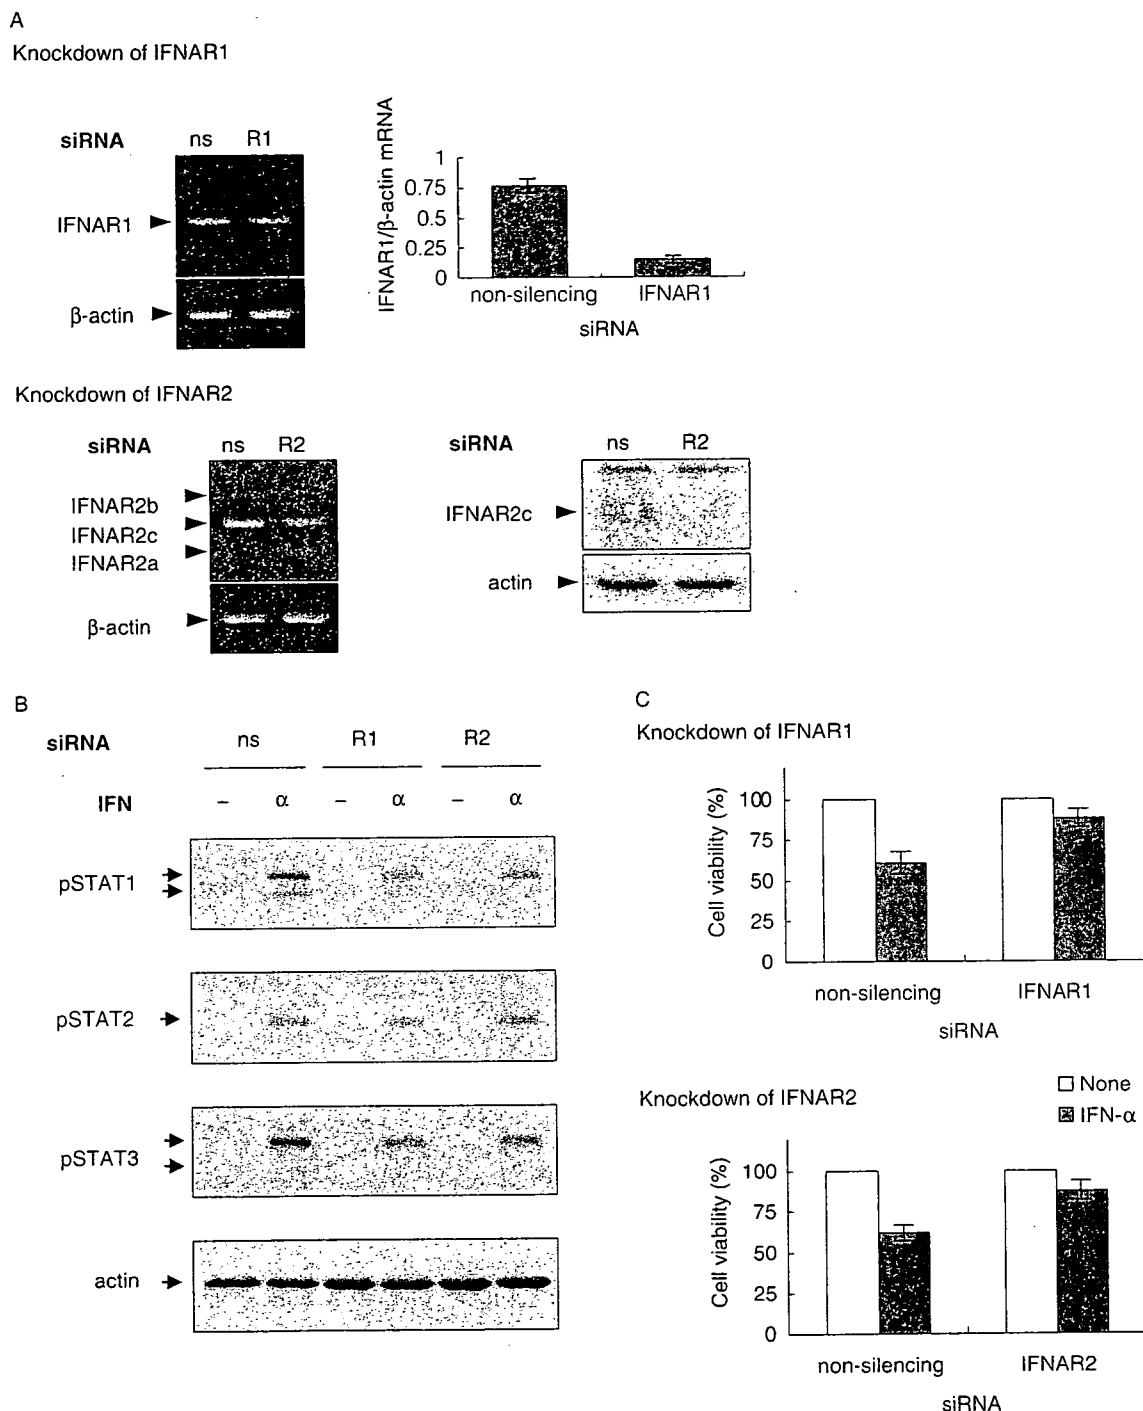 A
Knockdown of IFNAR1
siRNA ns R1
IFNAR1
β-actin
IFNAR1/β-actin mRNA
1
0.75
0.5
0.25
0
non-silencing IFNAR1
siRNA
Knockdown of IFNAR2
siRNA ns R2
IFNAR2b
IFNAR2c
IFNAR2a
β-actin
siRNA ns R2
IFNAR2c
actin
B
siRNA ns R1 R2
IFN – α – α – α
pSTAT1
pSTAT2
pSTAT3
actin
C
Knockdown of IFNAR1
Cell viability (%)
100
75
50
25
0
non-silencing IFNAR1
siRNA
Knockdown of IFNAR2
None
IFN-α
Cell viability (%)
100
75
50
25
0
non-silencing IFNAR2
siRNA